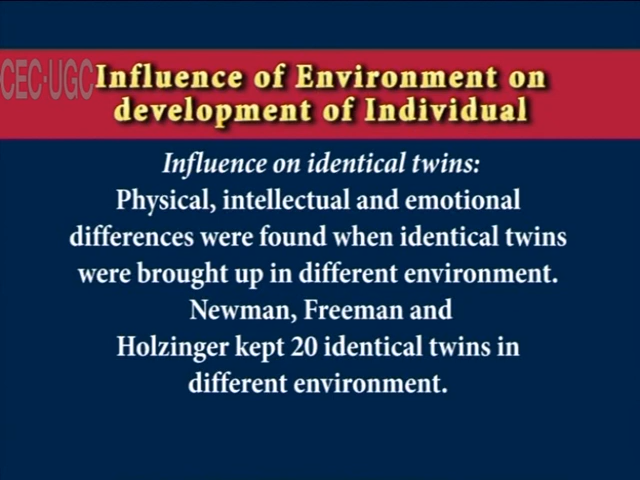 CEC-UGC
Influence of Environment on
development of Individual
Influence on identical twins:
Physical, intellectual and emotional
differences were found when identical twins
were brought up in different environment.
Newman, Freeman and
Holzinger kept 20 identical twins in
different environment.